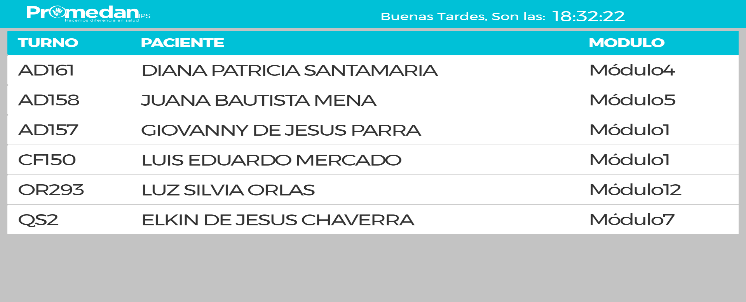 PromedanIPS
Buenas Tardes, Son las: 18:32:22
TURNO PACIENTE MODULO
AD161 DIANA PATRICIA SANTAMARIA Módulo4
AD158 JUANA BAUTISTA MENA Módulo5
AD157 GIOVANNY DE JESUS PARRA Módulo1
CF150 LUIS EDUARDO MERCADO Módulo1
OR293 LUZ SILVIA ORLAS Módulo12
QS2 ELKIN DE JESUS CHAVERRA Módulo7